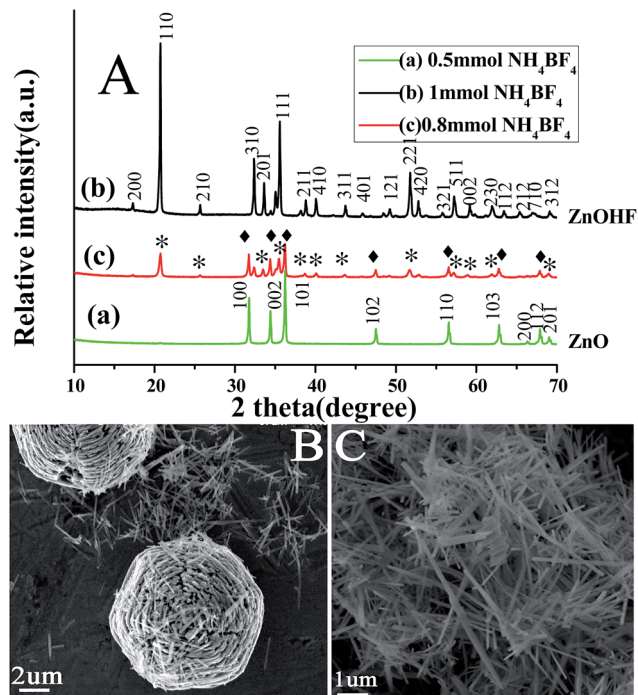 A
(a) 0.5mmol NH₄BF₄
(b) 1mmol NH₄BF₄
(c)0.8mmol NH₄BF₄
Relative intensity(a.u.)
(b)
200
110
210
310
201
111
211
410
311
401
121
221
420
321
511
002
230
112
212
710
312
ZnOHF
(c)
* * ♦ * ♦ * ♦ * * * ♦ * ♦ * * * ♦ ♦ *
(a)
100
002
101
102
110
103
200
112
201
ZnO
10 20 30 40 50 60 70
2 theta(degree)
B
2um
C
1um